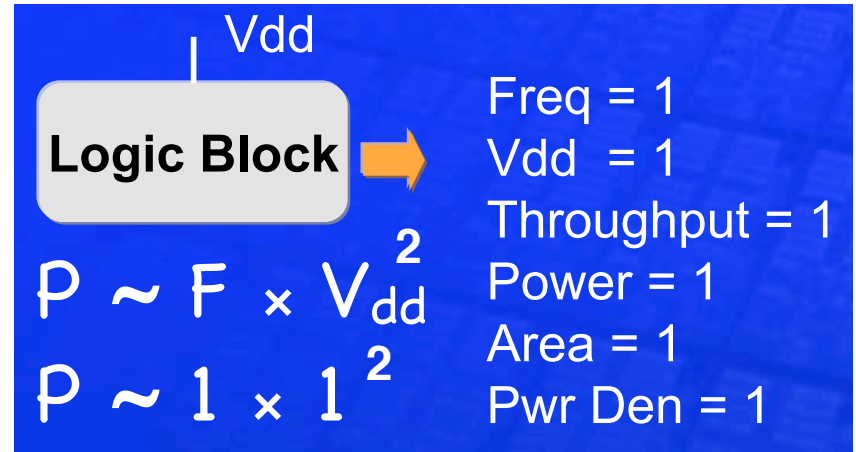 Vdd
Logic Block
P ~ F × Vdd²
P ~ 1 × 1²
Freq = 1
Vdd = 1
Throughput = 1
Power = 1
Area = 1
Pwr Den = 1